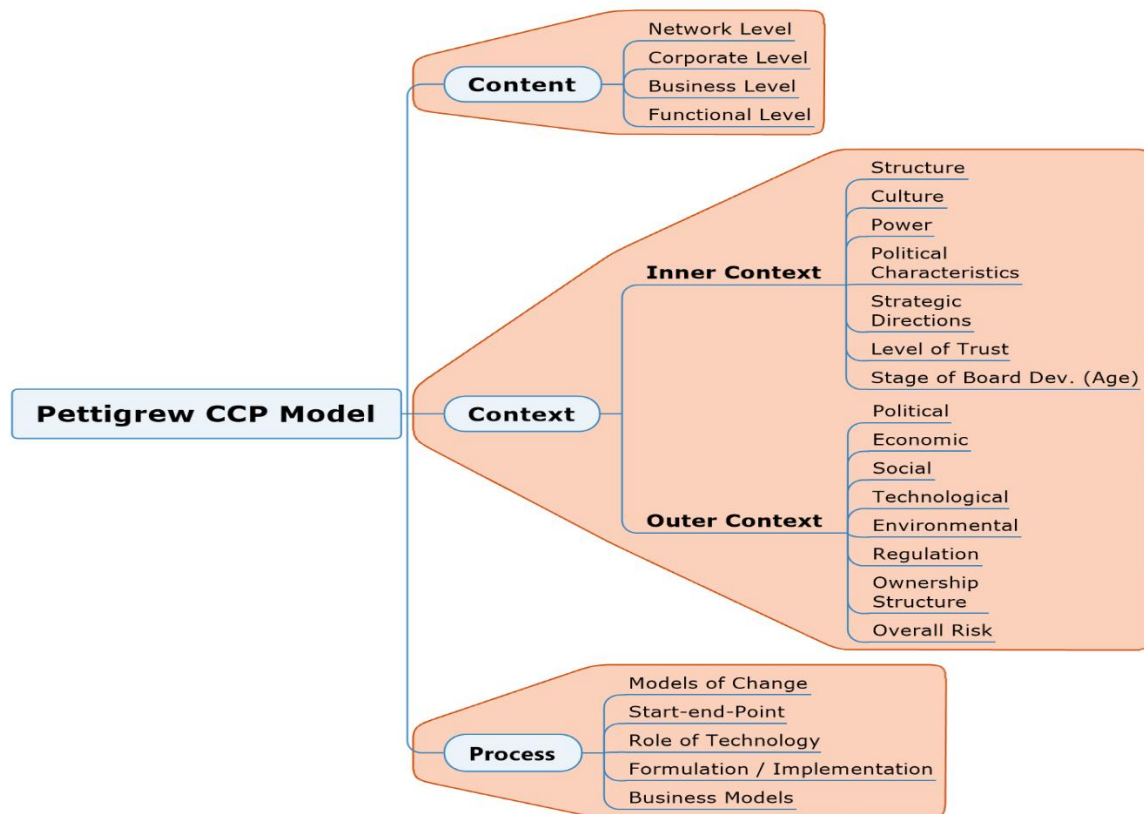 Network Level
Corporate Level
Content
Business Level
Functional Level
Structure
Culture
Power
Political
Characteristics
Inner Context
Strategic
Directions
Level of Trust
Stage of Board Dev. (Age)
Pettigrew CCP Model
Context
Political
Economic
Social
Technological
Outer Context
Environmental
Regulation
Ownership
Structure
Overall Risk
Models of Change
Start-end-Point
Role of Technology
Process
Formulation / Implementation
Business Models